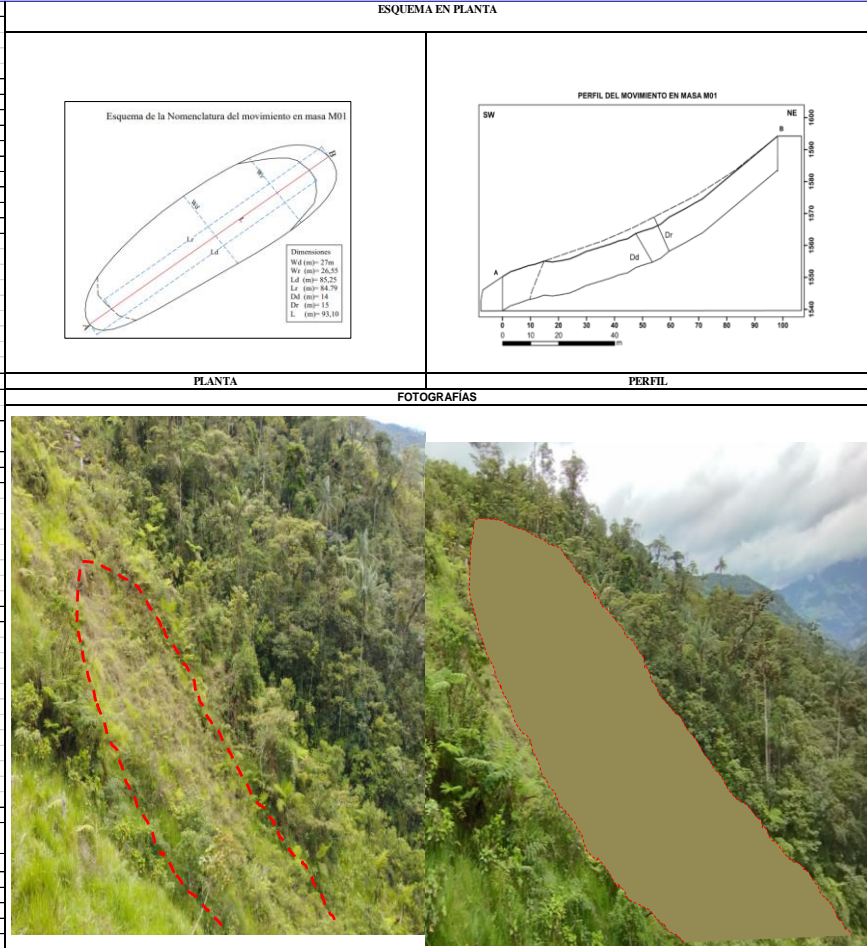 ESQUEMA EN PLANTA
Esquema de la Nomenclatura del movimiento en masa M01
B
Wr
Wd
L
Lr
Ld
A
Dimensiones
Wd (m)= 27m
Wr (m)= 26,55
Ld (m)= 85,25
Lr (m)= 84.79
Dd (m)= 14
Dr (m)= 15
L (m)= 93,10
PERFIL DEL MOVIMIENTO EN MASA M01
SW
NE
B
A
Dr
Dd
1600
1590
1580
1570
1560
1550
1540
0 10 20 30 40 50 60 70 80 90 100
0 10 20 40
m
PLANTA
PERFIL
FOTOGRAFÍAS